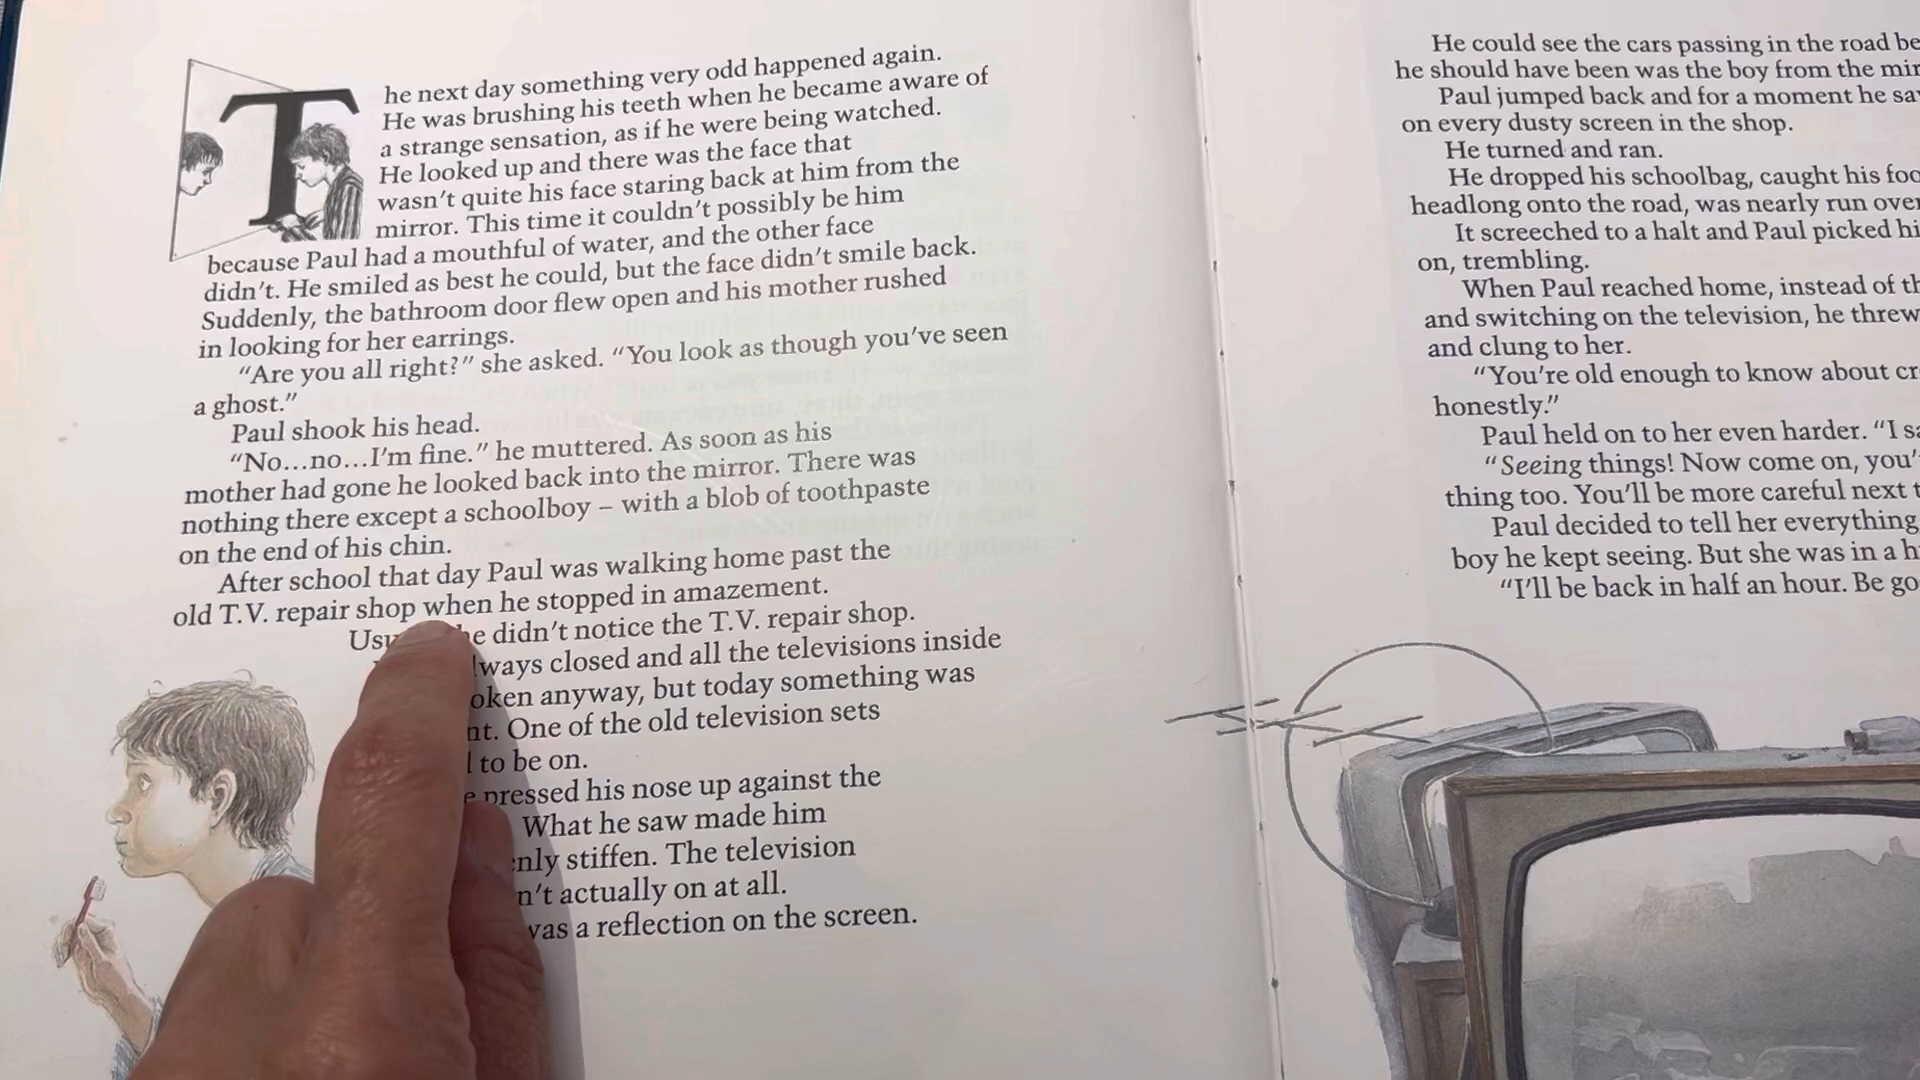 The next day something very odd happened again.
He was brushing his teeth when he became aware of
a strange sensation, as if he were being watched.
He looked up and there was the face that
wasn't quite his face staring back at him from the
mirror. This time it couldn't possibly be him
because Paul had a mouthful of water, and the other face
didn't. He smiled as best he could, but the face didn't smile back.
Suddenly, the bathroom door flew open and his mother rushed
in looking for her earrings.
"Are you all right?" she asked. "You look as though you've seen
a ghost."
Paul shook his head.
"No...no...I'm fine." he muttered. As soon as his
mother had gone he looked back into the mirror. There was
nothing there except a schoolboy – with a blob of toothpaste
on the end of his chin.
After school that day Paul was walking home past the
old T.V. repair shop when he stopped in amazement.
he didn't notice the T.V. repair shop.
always closed and all the televisions inside
anyway, but today something was
One of the old television sets
to be on.
pressed his nose up against the
What he saw made him
stiffen. The television
actually on at all.
was a reflection on the screen.
He could see the cars passing in the road
he should have been was the boy from the
Paul jumped back and for a moment he
on every dusty screen in the shop.
He turned and ran.
He dropped his schoolbag, caught his
headlong onto the road, was nearly run
It screeched to a halt and Paul picked
on, trembling.
When Paul reached home, instead of
and switching on the television, he threw
and clung to her.
"You're old enough to know about
honestly."
Paul held on to her even harder. "I
"Seeing things! Now come on,
thing too. You'll be more careful next
Paul decided to tell her everything,
boy he kept seeing. But she was in a
"I'll be back in half an hour. Be